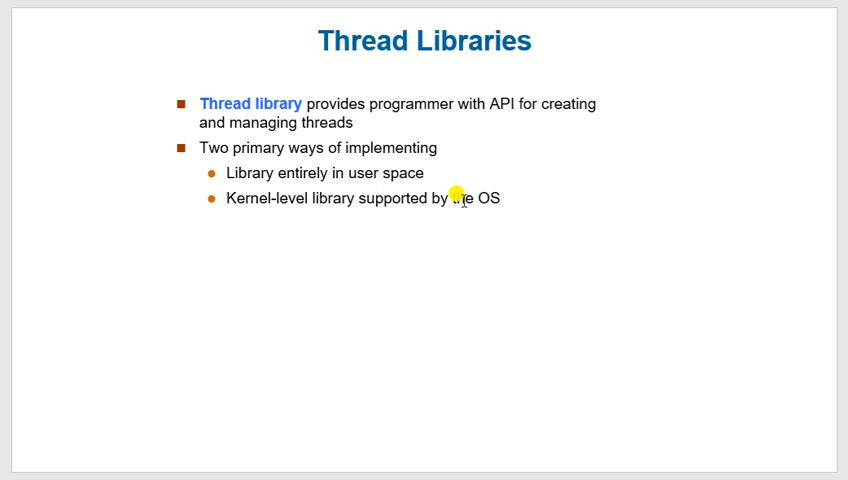 Thread Libraries
Thread library provides programmer with API for creating
and managing threads
Two primary ways of implementing
Library entirely in user space
Kernel-level library supported by the OS